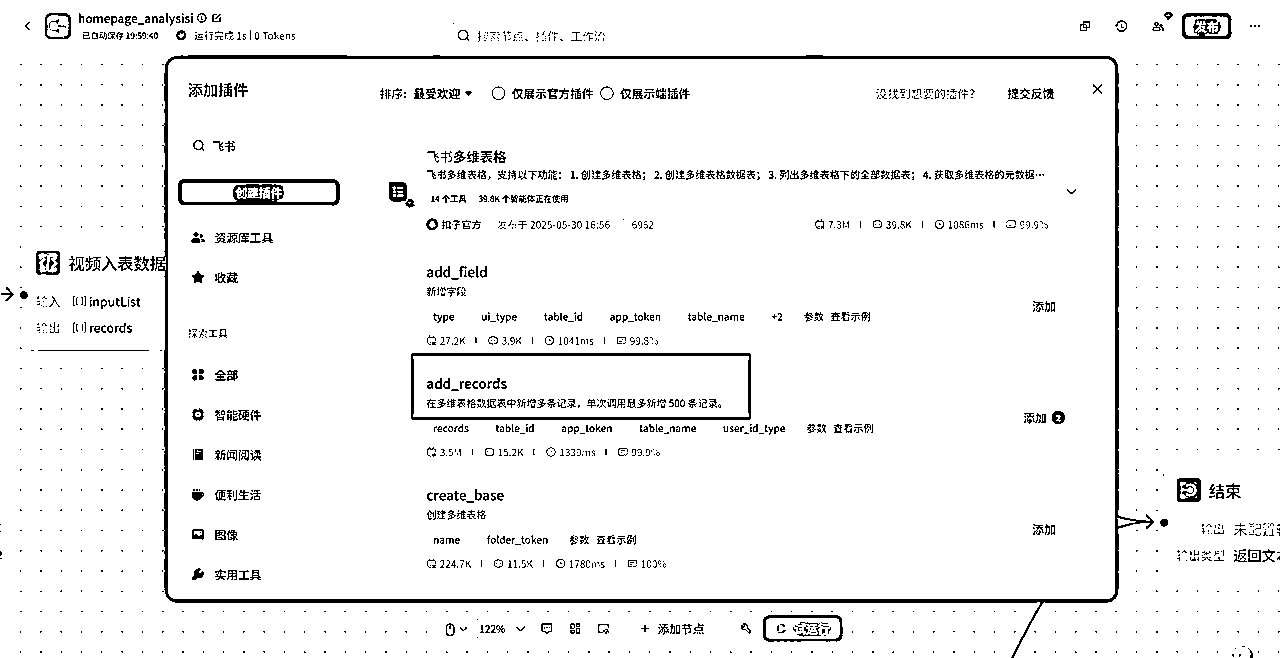 homepage_analysisi
已自动保存 19:59:40 运行完成 1s | 0 Tokens
搜索节点、插件、工作流
发布
添加插件
排序: 最受欢迎
仅展示官方插件
仅展示端插件
没找到想要的插件?
提交反馈
飞书
创建插件
资源库工具
收藏
探索工具
全部
智能硬件
新闻阅读
便利生活
图像
实用工具
飞书多维表格
飞书多维表格，支持以下功能： 1. 创建多维表格； 2. 创建多维表格数据表； 3. 列出多维表格下的全部数据表； 4. 获取多维表格的元数据…
14 个工具 39.8K 个智能体正在使用
扣子官方 发布于 2025-05-30 16:56 6962 7.3M 39.8K 1086ms 99.9%
add_field
新增字段
type ui_type table_id app_token table_name +2 参数 查看示例
27.2K 3.9K 1041ms 99.8%
添加
add_records
在多维表格数据表中新增多条记录，单次调用最多新增 500 条记录。
records table_id app_token table_name user_id_type 参数 查看示例
3.5M 15.2K 1339ms 99.9%
添加 2
create_base
创建多维表格
name folder_token 参数 查看示例
224.7K 11.5K 1780ms 100%
添加
视频入表数据
输入 inputList
输出 records
结束
输出 未配置
输出类型 返回文本
122%
添加节点
试运行